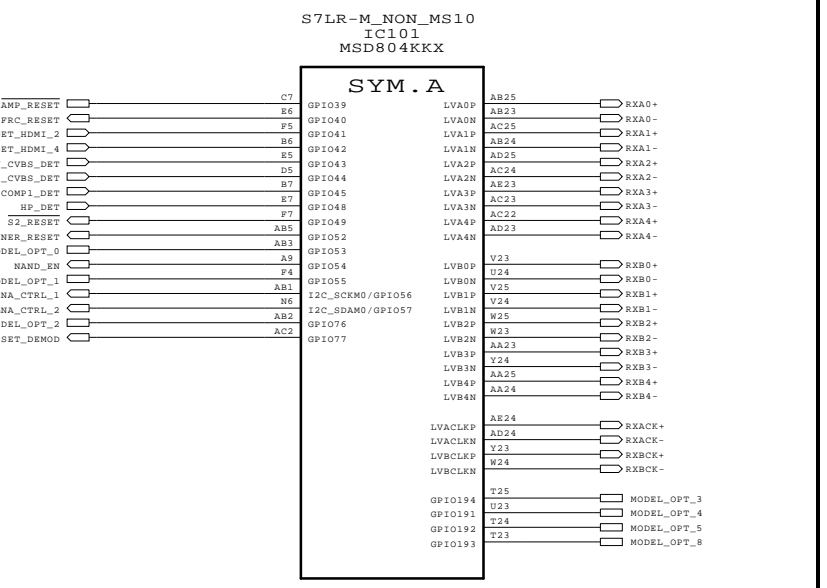 S7LR-M_NON_MS10
IC101
MSD804KKX
SYM.A
AMP_RESET C7 GPIO39 LVA0P AB25 RXA0+
FRC_RESET E6 GPIO40 LVA0N AB23 RXA0-
ET_HDMI_2 F5 GPIO41 LVA1P AC25 RXA1+
ET_HDMI_4 B6 GPIO42 LVA1N AB24 RXA1-
_CVBS_DET E5 GPIO43 LVA2P AD25 RXA2+
_CVBS_DET D5 GPIO44 LVA2N AC24 RXA2-
COMP1_DET B7 GPIO45 LVA3P AE23 RXA3+
HP_DET E7 GPIO48 LVA3N AC23 RXA3-
S2_RESET F7 GPIO49 LVA4P AC22 RXA4+
NER_RESET AB5 GPIO52 LVA4N AD23 RXA4-
DEL_OPT_0 AB3 GPIO53
NAND_EN A9 GPIO54 LVB0P V23 RXB0+
DEL_OPT_1 F4 GPIO55 LVB0N U24 RXB0-
NA_CTRL_1 AB1 I2C_SCKM0/GPIO56 LVB1P V25 RXB1+
NA_CTRL_2 N6 I2C_SDAM0/GPIO57 LVB1N V24 RXB1-
DEL_OPT_2 AB2 GPIO76 LVB2P W25 RXB2+
SET_DEMOD AC2 GPIO77 LVB2N W23 RXB2-
LVB3P AA23 RXB3+
LVB3N Y24 RXB3-
LVB4P AA25 RXB4+
LVB4N AA24 RXB4-
LVACLKP AE24 RXACK+
LVACLKN AD24 RXACK-
LVBCLKP Y23 RXBCK+
LVBCLKN W24 RXBCK-
GPIO194 T25 MODEL_OPT_3
GPIO191 U23 MODEL_OPT_4
GPIO192 T24 MODEL_OPT_5
GPIO193 T23 MODEL_OPT_8